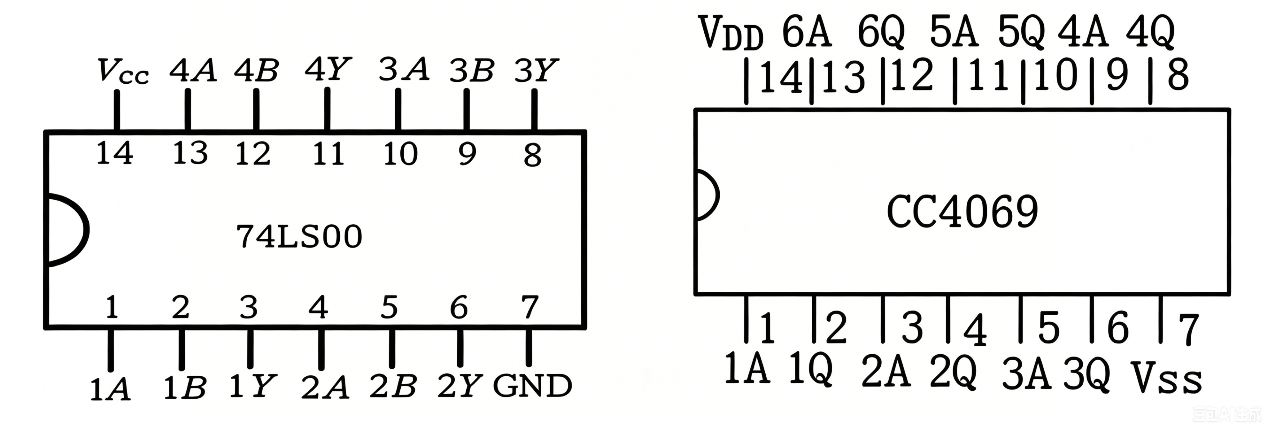 Vcc 4A 4B 4Y 3A 3B 3Y
14 13 12 11 10 9 8
74LS00
1 2 3 4 5 6 7
1A 1B 1Y 2A 2B 2Y GND
VDD 6A 6Q 5A 5Q 4A 4Q
14 13 12 11 10 9 8
CC4069
1 2 3 4 5 6 7
1A 1Q 2A 2Q 3A 3Q Vss